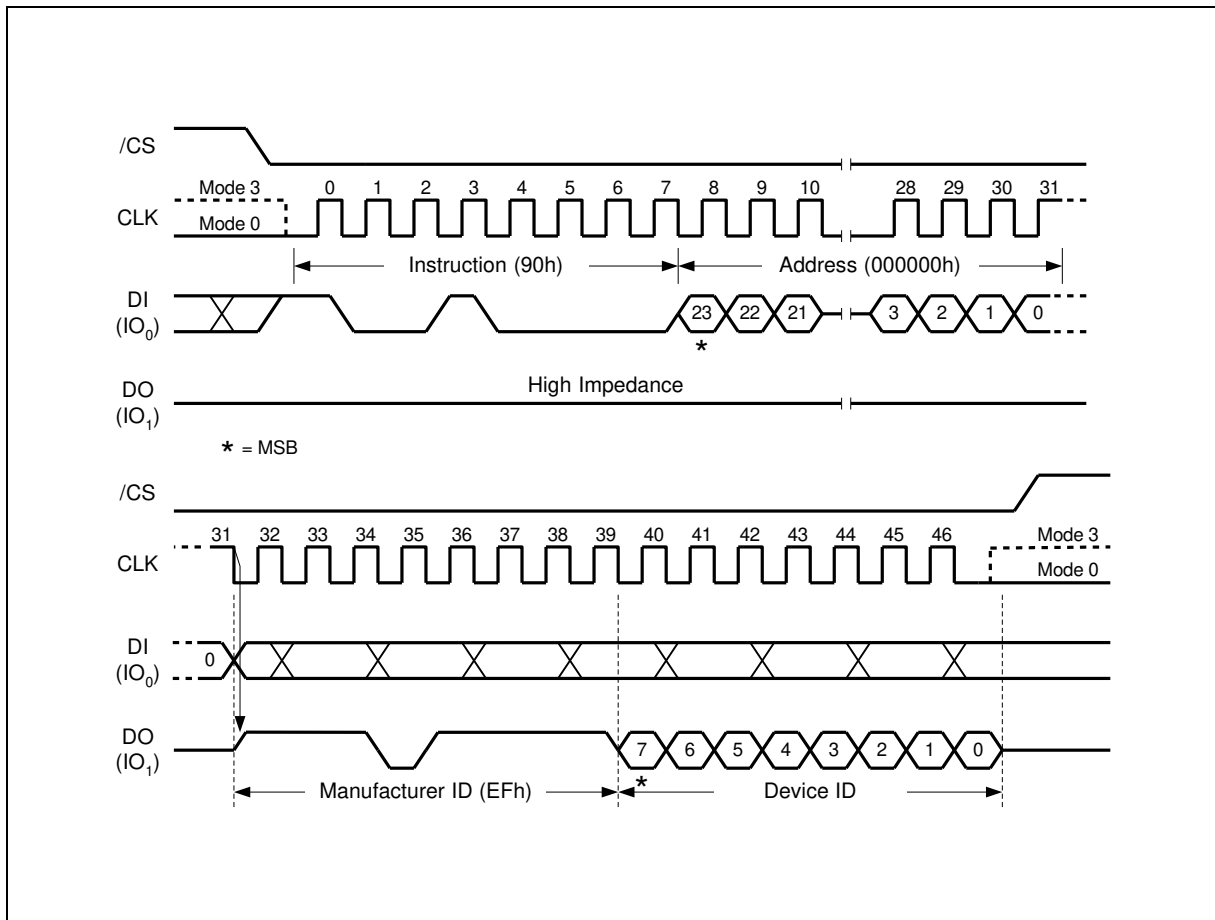 /CS
Mode 3 0 1 2 3 4 5 6 7 8 9 10 28 29 30 31
CLK Mode 0
Instruction (90h) Address (000000h)
DI
(IO0) 23 22 21 3 2 1 0
*
High Impedance
DO
(IO1)
* = MSB
/CS
31 32 33 34 35 36 37 38 39 40 41 42 43 44 45 46 Mode 3
CLK Mode 0
DI
(IO0) 0
DO
(IO1) 7 6 5 4 3 2 1 0
*
Manufacturer ID (EFh) Device ID